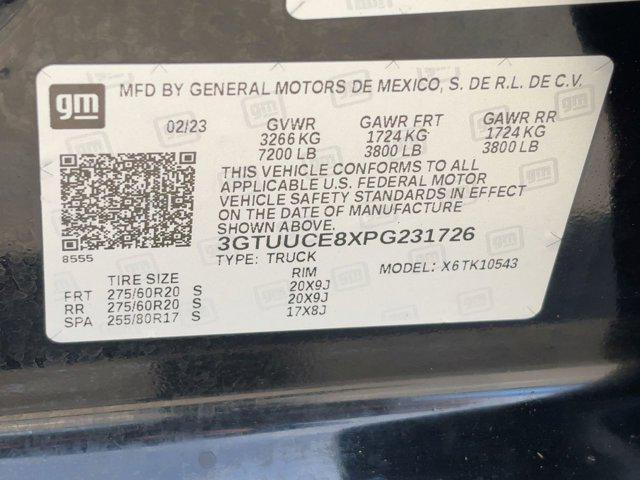 gm
MFD BY GENERAL MOTORS DE MEXICO, S. DE R.L. DE C.V.
02/23 GVWR GAWR FRT GAWR RR
3266 KG 1724 KG 1724 KG
7200 LB 3800 LB 3800 LB
THIS VEHICLE CONFORMS TO ALL
APPLICABLE U.S. FEDERAL MOTOR
VEHICLE SAFETY STANDARDS IN EFFECT
ON THE DATE OF MANUFACTURE
SHOWN ABOVE.
8555
3GTUUCE8XPG231726
TYPE: TRUCK MODEL: X6TK10543
TIRE SIZE RIM
FRT 275/60R20 S 20X9J
RR 275/60R20 S 20X9J
SPA 255/80R17 S 17X8J